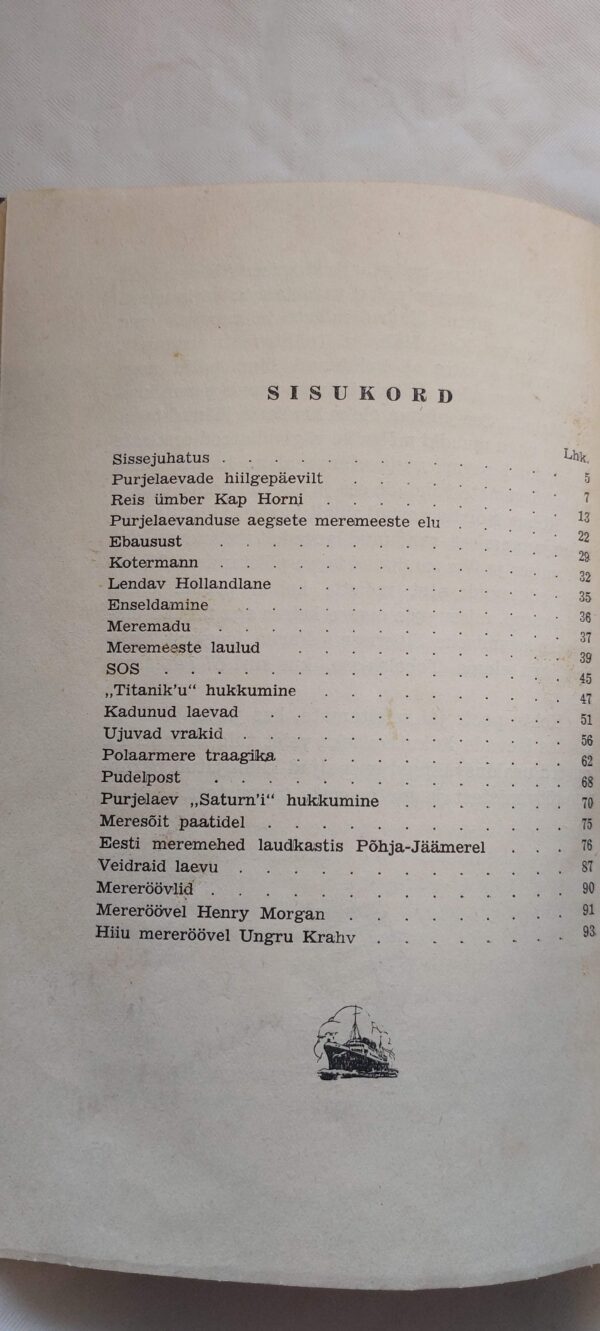 SISUKORD
Lhk.
Sissejuhatus . . . . . . . . . . 5
Purjelaevade hiilgepäevilt . . . . . . . 7
Reis ümber Kap Horni . . . . . . . 13
Purjelaevanduse aegsete meremeeste elu . . . . 22
Ebausust . . . . . . . . . . 29
Kotermann . . . . . . . . . . 32
Lendav Hollandlane . . . . . . . . 35
Enseldamine . . . . . . . . . 36
Meremadu . . . . . . . . . . 37
Meremeeste laulud . . . . . . . . 39
SOS . . . . . . . . . . . 45
„Titanik'u“ hukkumine . . . . . . . 47
Kadunud laevad . . . . . . . . . 51
Ujuvad vrakid . . . . . . . . . 56
Polaarmere traagika . . . . . . . . 62
Pudelpost . . . . . . . . . . 68
Purjelaev „Saturn'i“ hukkumine . . . . . 70
Meresõit paatidel . . . . . . . . 75
Eesti meremehed laudkastis Põhja-Jäämerel . . . 76
Veidraid laevu . . . . . . . . . 87
Mereröövlid . . . . . . . . . . 90
Mereröövel Henry Morgan . . . . . . 91
Hiiu mereröövel Ungru Krahv . . . . . . 93